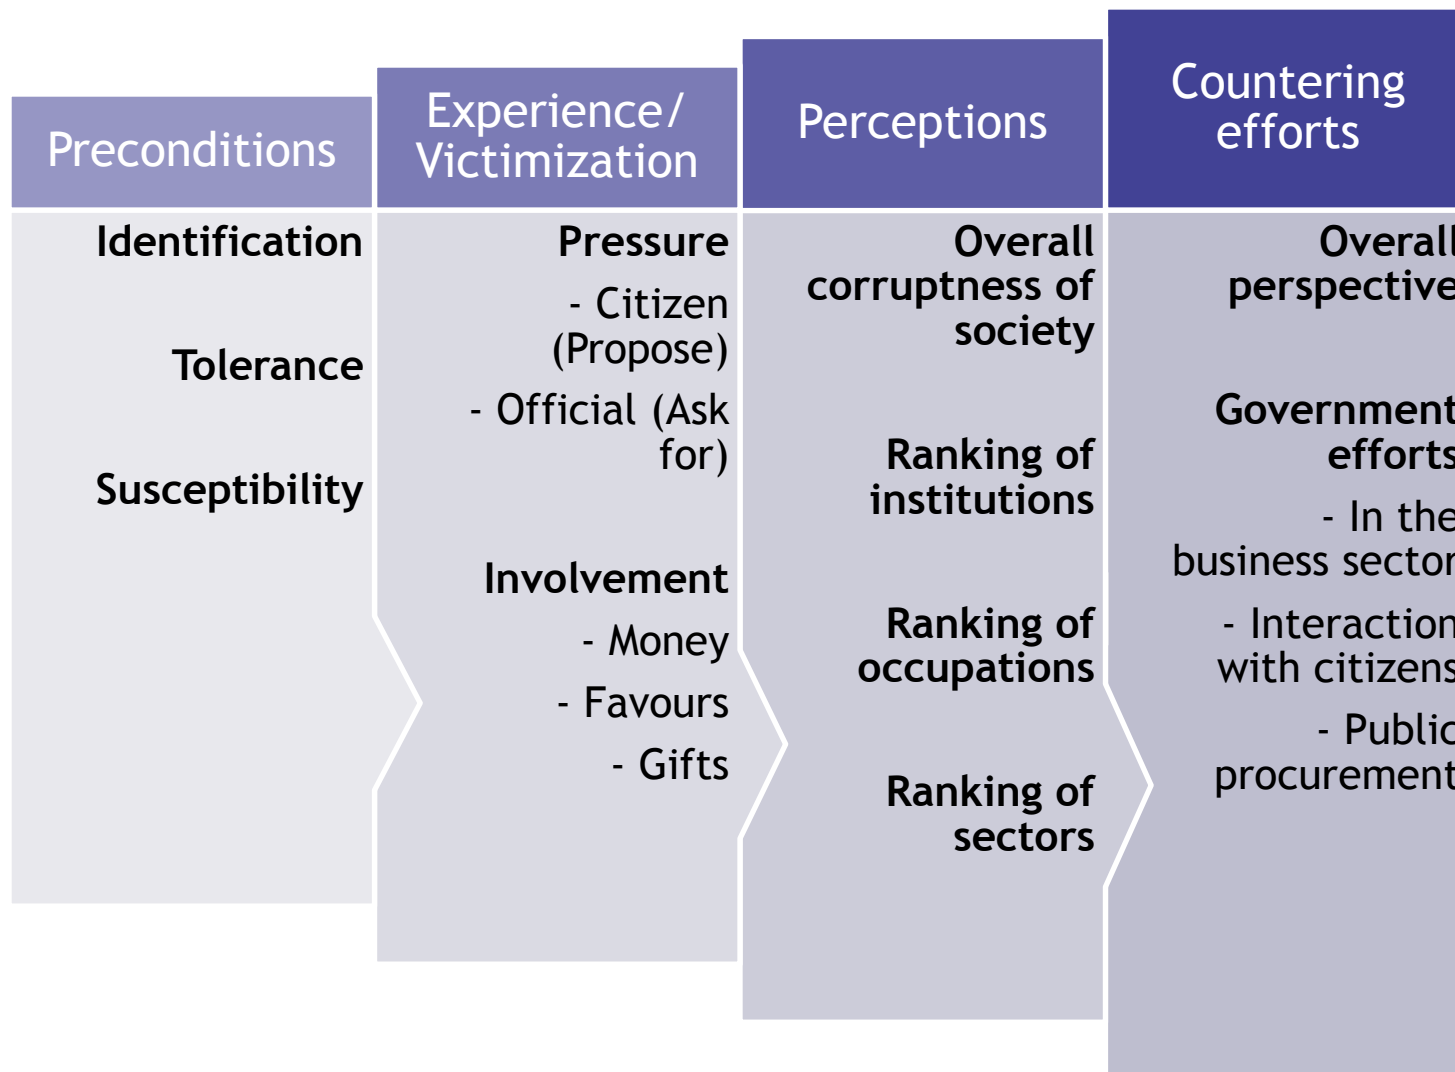 Preconditions
Identification
Tolerance
Susceptibility
Experience/
Victimization
Pressure
- Citizen
(Propose)
- Official (Ask
for)
Involvement
- Money
- Favours
- Gifts
Perceptions
Overall
corruptness of
society
Ranking of
institutions
Ranking of
occupations
Ranking of
sectors
Countering
efforts
Overall
perspective
Government
efforts
- In the
business sector
- Interaction
with citizens
- Public
procurement